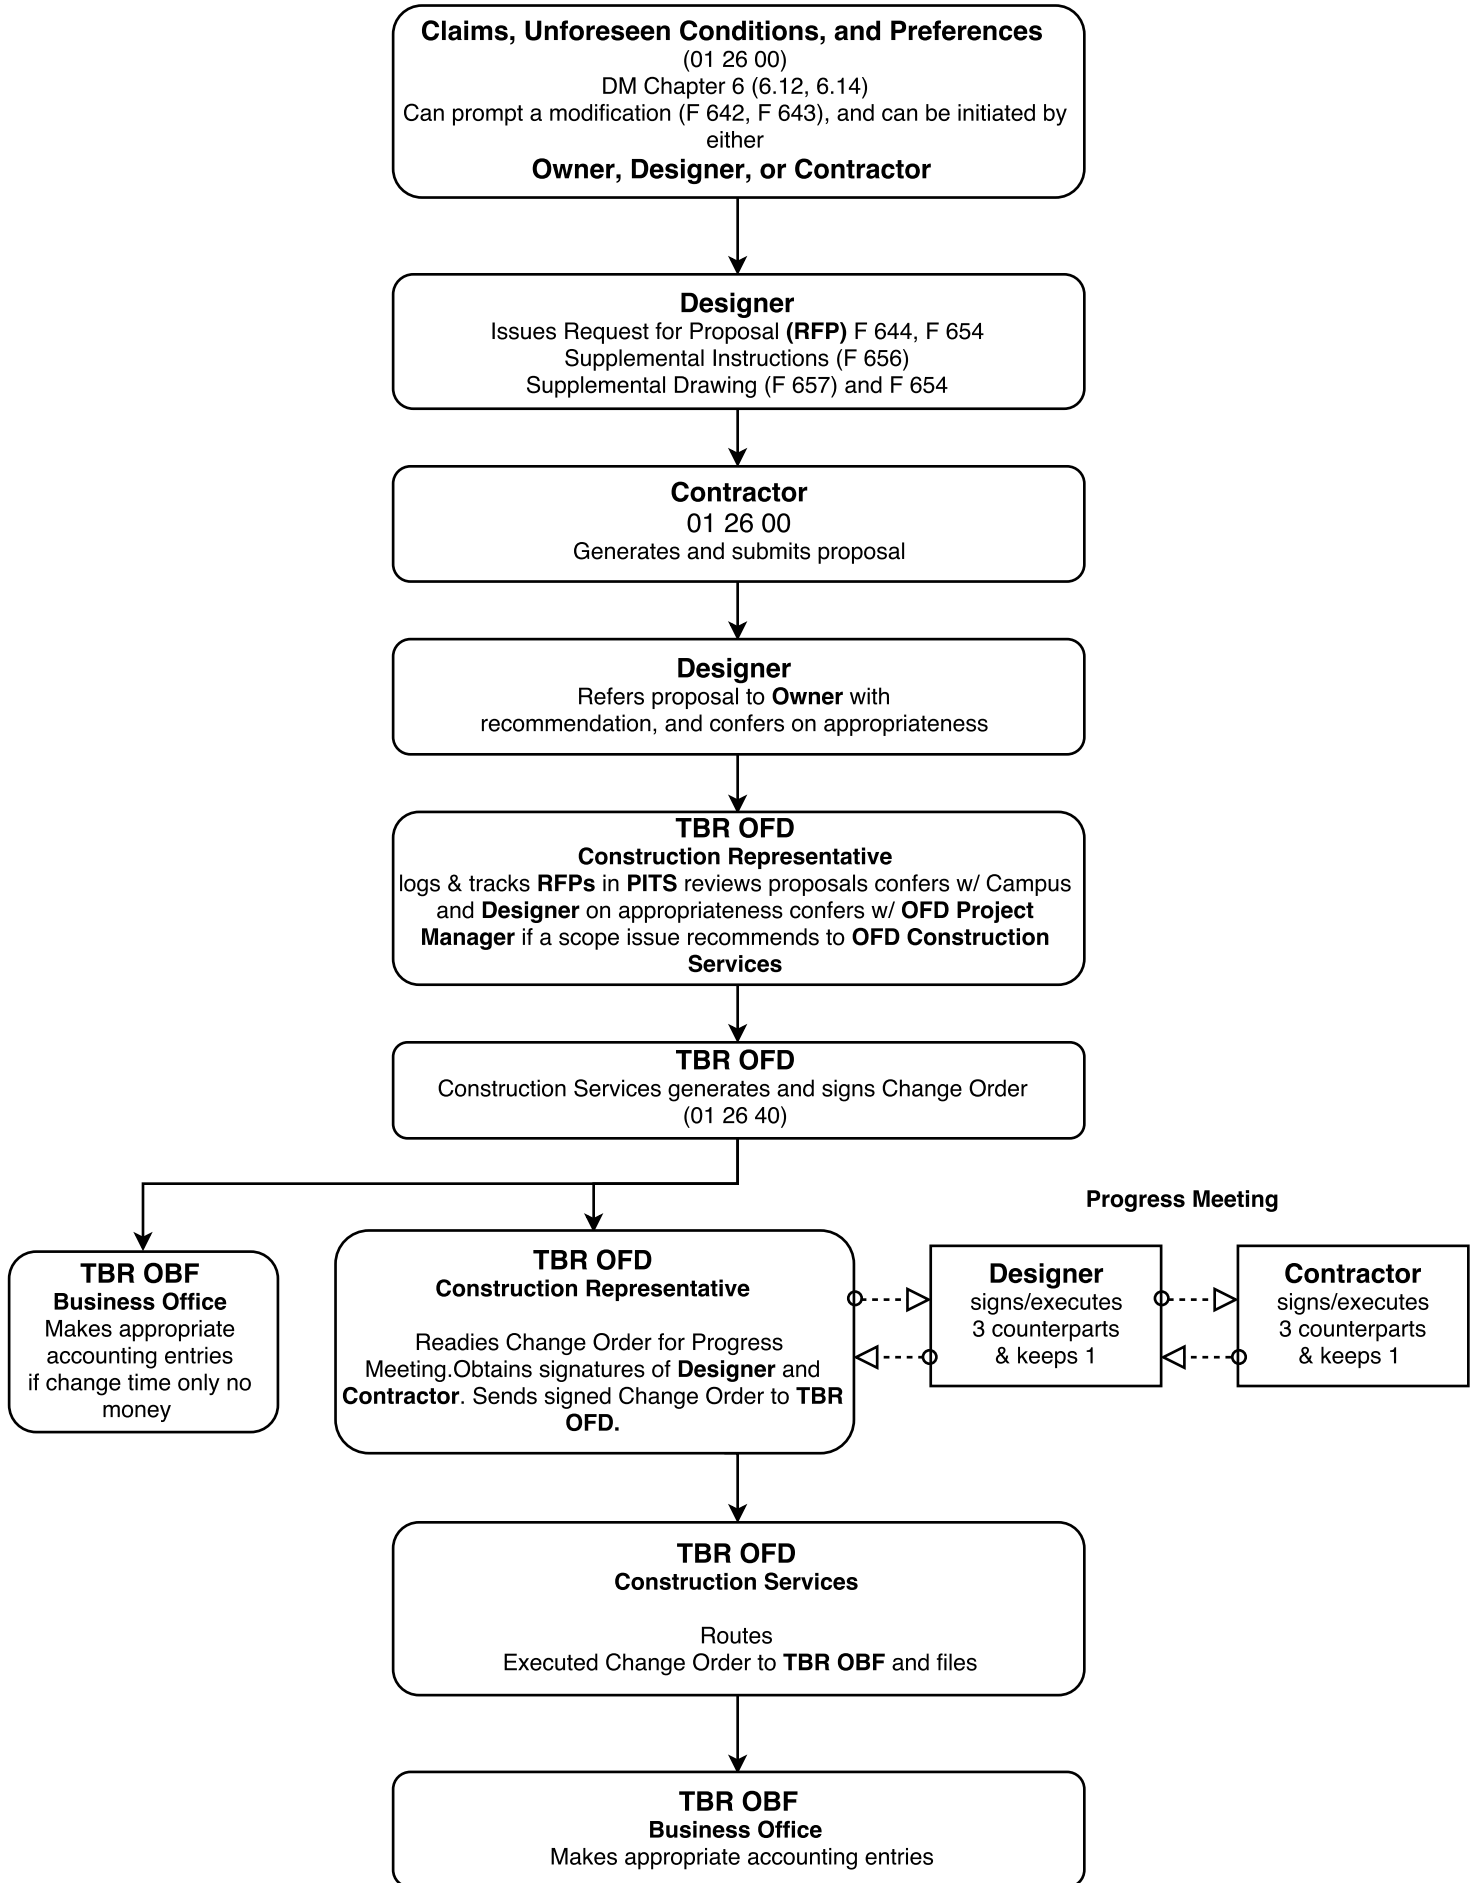 Claims, Unforeseen Conditions, and Preferences
(01 26 00)
DM Chapter 6 (6.12, 6.14)
Can prompt a modification (F 642, F 643), and can be initiated by
either
Owner, Designer, or Contractor
Designer
Issues Request for Proposal (RFP) F 644, F 654
Supplemental Instructions (F 656)
Supplemental Drawing (F 657) and F 654
Contractor
01 26 00
Generates and submits proposal
Designer
Refers proposal to Owner with
recommendation, and confers on appropriateness
TBR OFD
Construction Representative
logs & tracks RFPs in PITS reviews proposals confers w/ Campus
and Designer on appropriateness confers w/ OFD Project
Manager if a scope issue recommends to OFD Construction
Services
TBR OFD
Construction Services generates and signs Change Order
(01 26 40)
TBR OBF
Business Office
Makes appropriate
accounting entries
if change time only no
money
TBR OFD
Construction Representative
Readies Change Order for Progress
Meeting.Obtains signatures of Designer and
Contractor. Sends signed Change Order to TBR
OFD.
Progress Meeting
Designer
signs/executes
3 counterparts
& keeps 1
Contractor
signs/executes
3 counterparts
& keeps 1
TBR OFD
Construction Services
Routes
Executed Change Order to TBR OBF and files
TBR OBF
Business Office
Makes appropriate accounting entries